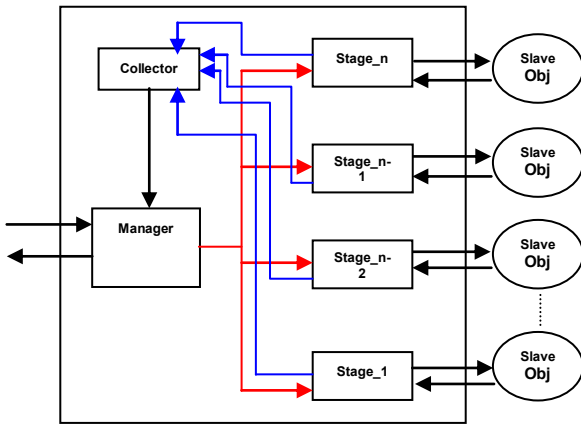 Collector
Stage_n
Slave
Obj
Stage_n-
1
Slave
Obj
Manager
Stage_n-
2
Slave
Obj
Stage_1
Slave
Obj